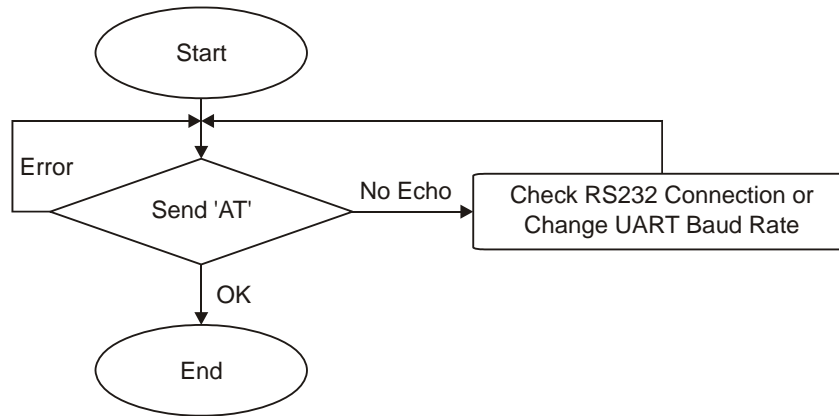 Start
Error
Send 'AT'
No Echo
Check RS232 Connection or
Change UART Baud Rate
OK
End